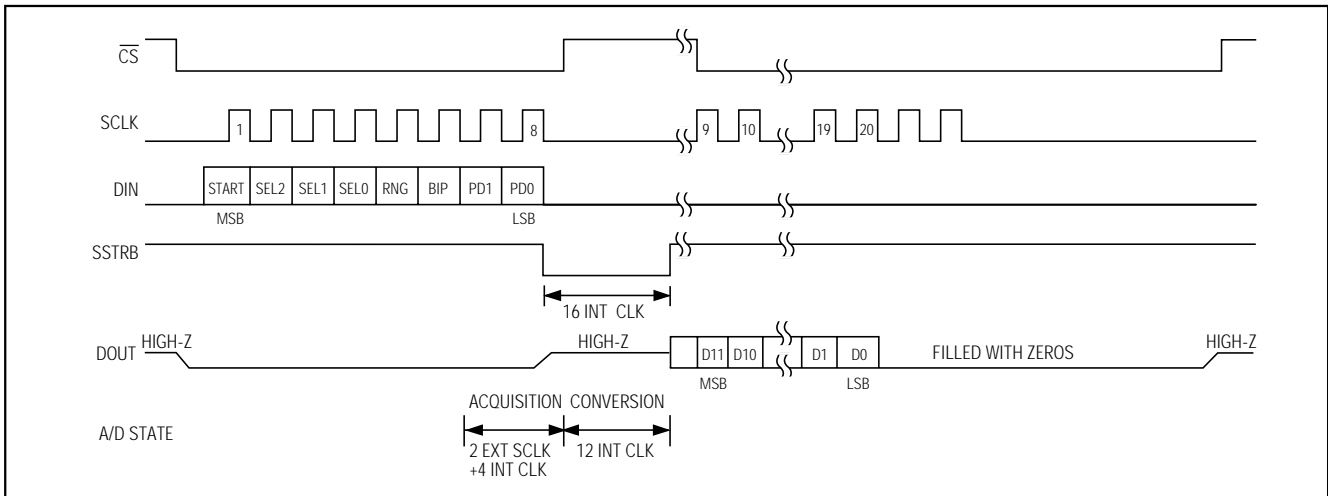 CS
SCLK 1 8 9 10 19 20
DIN START SEL2 SEL1 SEL0 RNG BIP PD1 PD0
MSB LSB
SSTRB
16 INT CLK
DOUT HIGH-Z HIGH-Z D11 D10 D1 D0 FILLED WITH ZEROS HIGH-Z
MSB LSB
ACQUISITION CONVERSION
A/D STATE
2 EXT SCLK 12 INT CLK
+4 INT CLK